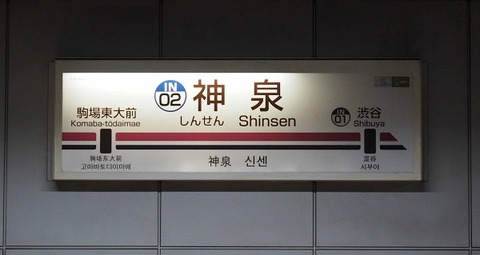 駒場東大前
Komaba-tōdaimae
IN
02
神泉
しんせん Shinsen
IN
01
渋谷
Shibuya
驹场东大前
고마바토다이마에
神泉 신센
涩谷
시부야